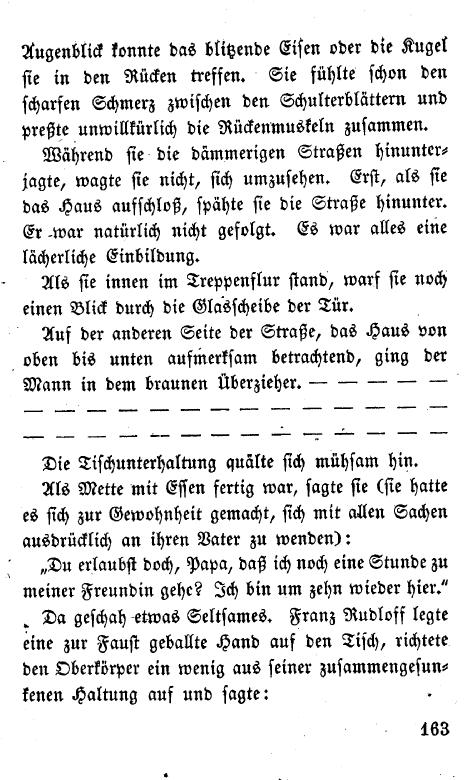 Augenblick konnte das blitzende Eisen oder die Kugel
sie in den Rücken treffen. Sie fühlte schon den
scharfen Schmerz zwischen den Schulterblättern und
preßte unwillkürlich die Rückenmuskeln zusammen.
Während sie die dämmerigen Straßen hinunter-
jagte, wagte sie nicht, sich umzusehen. Erst, als sie
das Haus aufschloß, spähte sie die Straße hinunter.
Er war natürlich nicht gefolgt. Es war alles eine
lächerliche Einbildung.
Als sie innen im Treppenflur stand, warf sie noch
einen Blick durch die Glasscheibe der Tür.
Auf der anderen Seite der Straße, das Haus von
oben bis unten aufmerksam betrachtend, ging der
Mann in dem braunen Überzieher. — — — — —
— — — — — — — — — — — — — — —
— — — — — — — — — — — — — — —
Die Tischunterhaltung quälte sich mühsam hin.
Als Mette mit Essen fertig war, sagte sie (sie hatte
es sich zur Gewohnheit gemacht, sich mit allen Sachen
ausdrücklich an ihren Vater zu wenden):
„Du erlaubst doch, Papa, daß ich noch eine Stunde zu
meiner Freundin gehe? Ich bin um zehn wieder hier.“
Da geschah etwas Seltsames. Franz Rudloff legte
eine zur Faust geballte Hand auf den Tisch, richtete
den Oberkörper ein wenig aus seiner zusammengesun-
kenen Haltung auf und sagte:
163